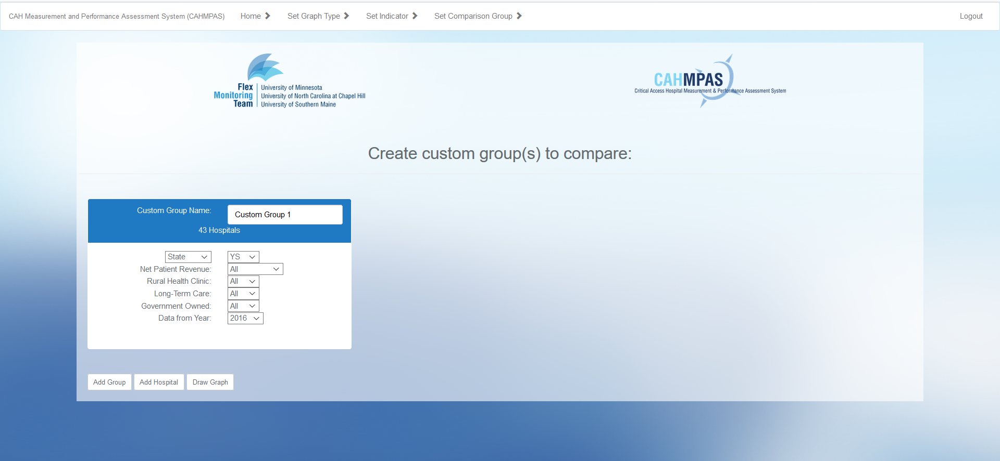 CAH Measurement and Performance Assessment System (CAHMPAS) Home Set Graph Type Set Indicator Set Comparison Group Logout
Flex Monitoring Team
University of Minnesota
University of North Carolina at Chapel Hill
University of Southern Maine
CAHMPAS
Critical Access Hospital Measurement & Performance Assessment System
Create custom group(s) to compare:
Custom Group Name: Custom Group 1
43 Hospitals
State YS
Net Patient Revenue: All
Rural Health Clinic: All
Long-Term Care: All
Government Owned: All
Data from Year: 2016
Add Group Add Hospital Draw Graph